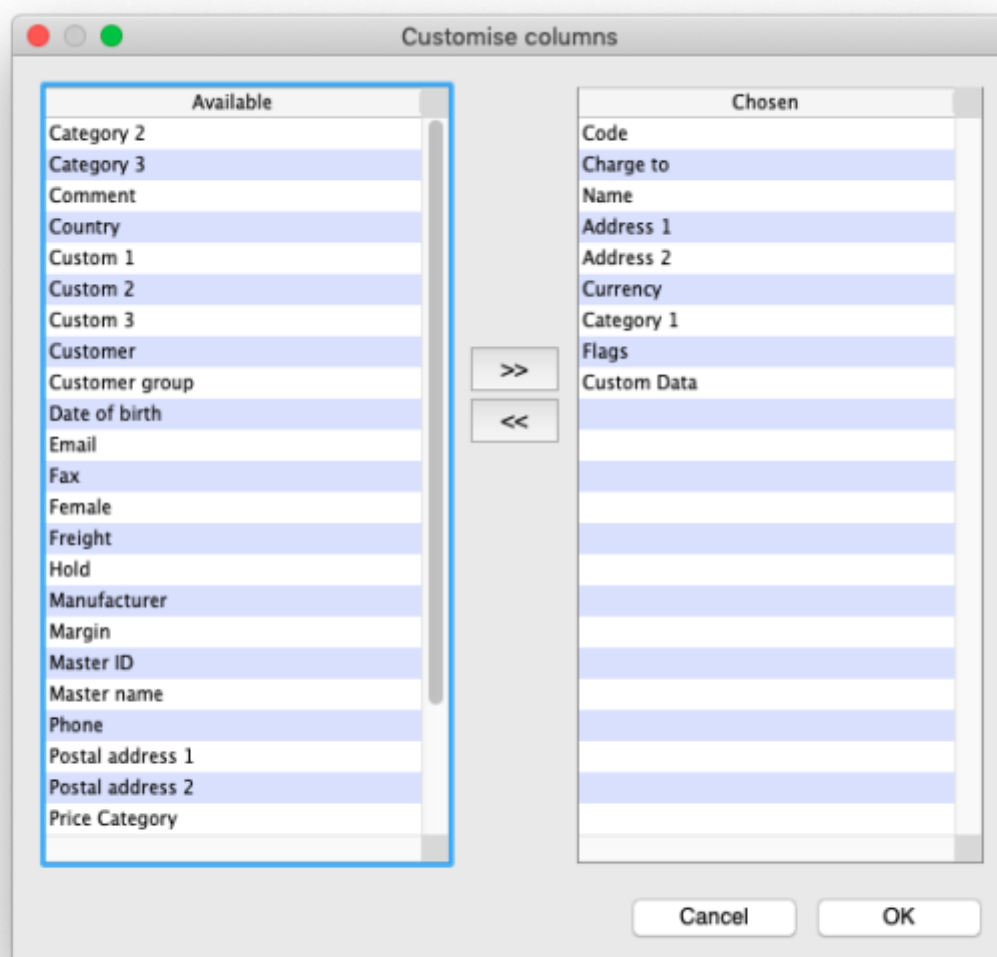 Customise columns
Available
Category 2
Category 3
Comment
Country
Custom 1
Custom 2
Custom 3
Customer
Customer group
Date of birth
Email
Fax
Female
Freight
Hold
Manufacturer
Margin
Master ID
Master name
Phone
Postal address 1
Postal address 2
Price Category
>>
<<
Chosen
Code
Charge to
Name
Address 1
Address 2
Currency
Category 1
Flags
Custom Data
Cancel
OK